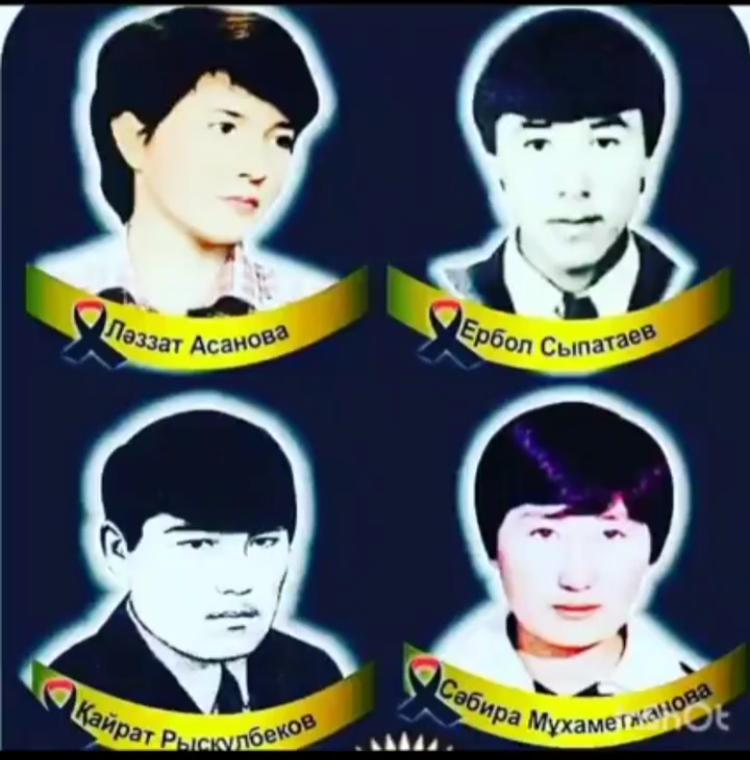 Ләззат Асанова
Ербол Сыпатаев
Қайрат Рысқұлбеков
Сәбира Мұхаметжанова